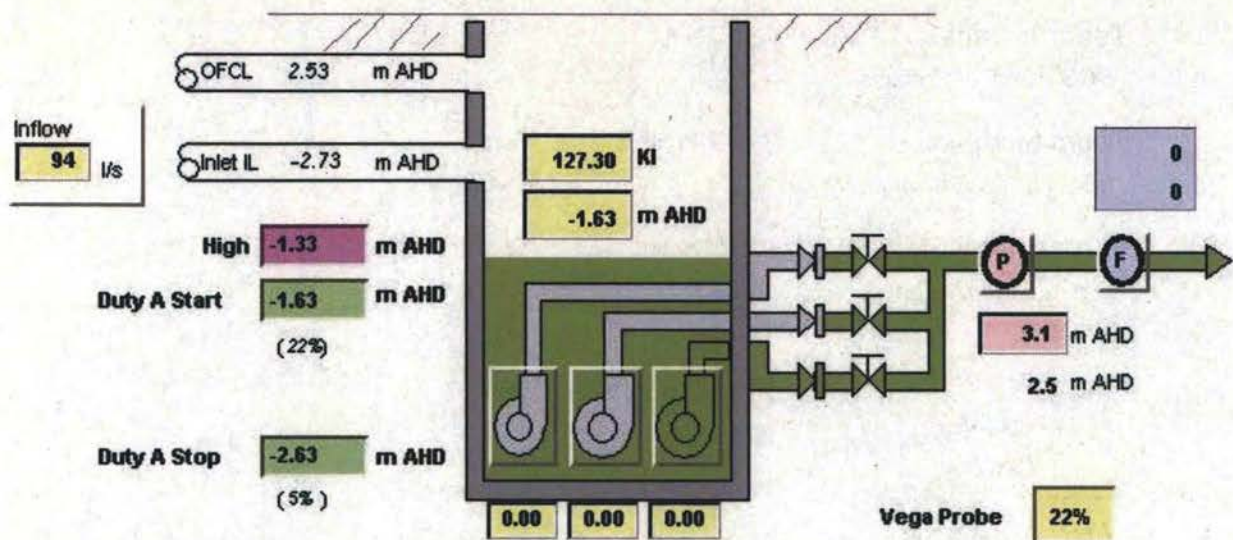 OFCL 2.53 m AHD
Inflow
94 l/s
Inlet IL -2.73 m AHD
127.30 Kl
-1.63 m AHD
0
0
High -1.33 m AHD
Duty A Start -1.63 m AHD
(22%)
P
F
3.1 m AHD
2.5 m AHD
Duty A Stop -2.63 m AHD
(5%)
0.00 0.00 0.00
Vega Probe 22%